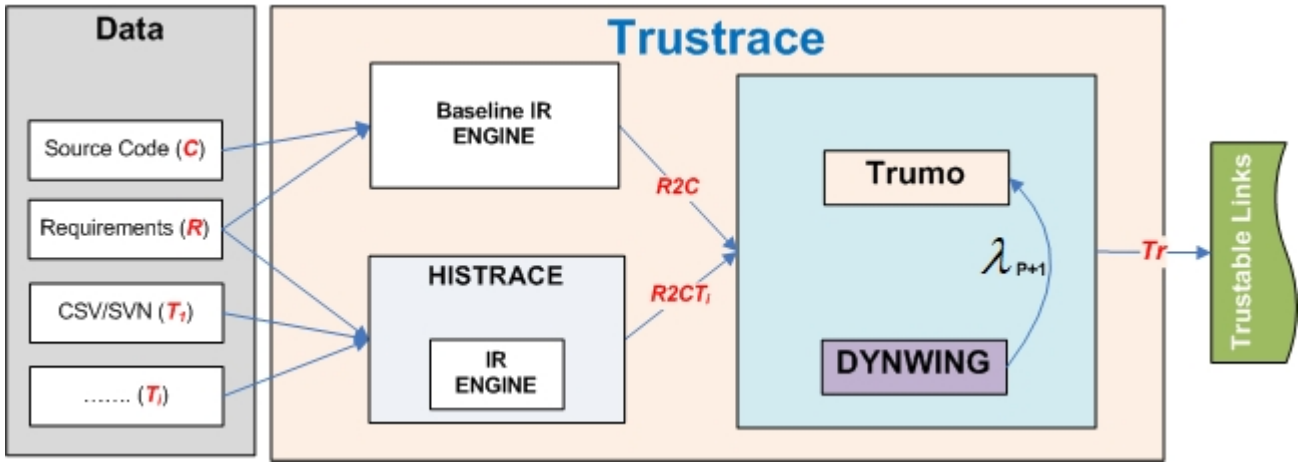 Data
Source Code (C)
Requirements (R)
CSV/SVN (T1)
....... (Ti)
Trustrace
Baseline IR
ENGINE
HISTRACE
IR
ENGINE
R2C
R2CTi
Trumo
λ P+1
DYNWING
Tr
Trustable Links